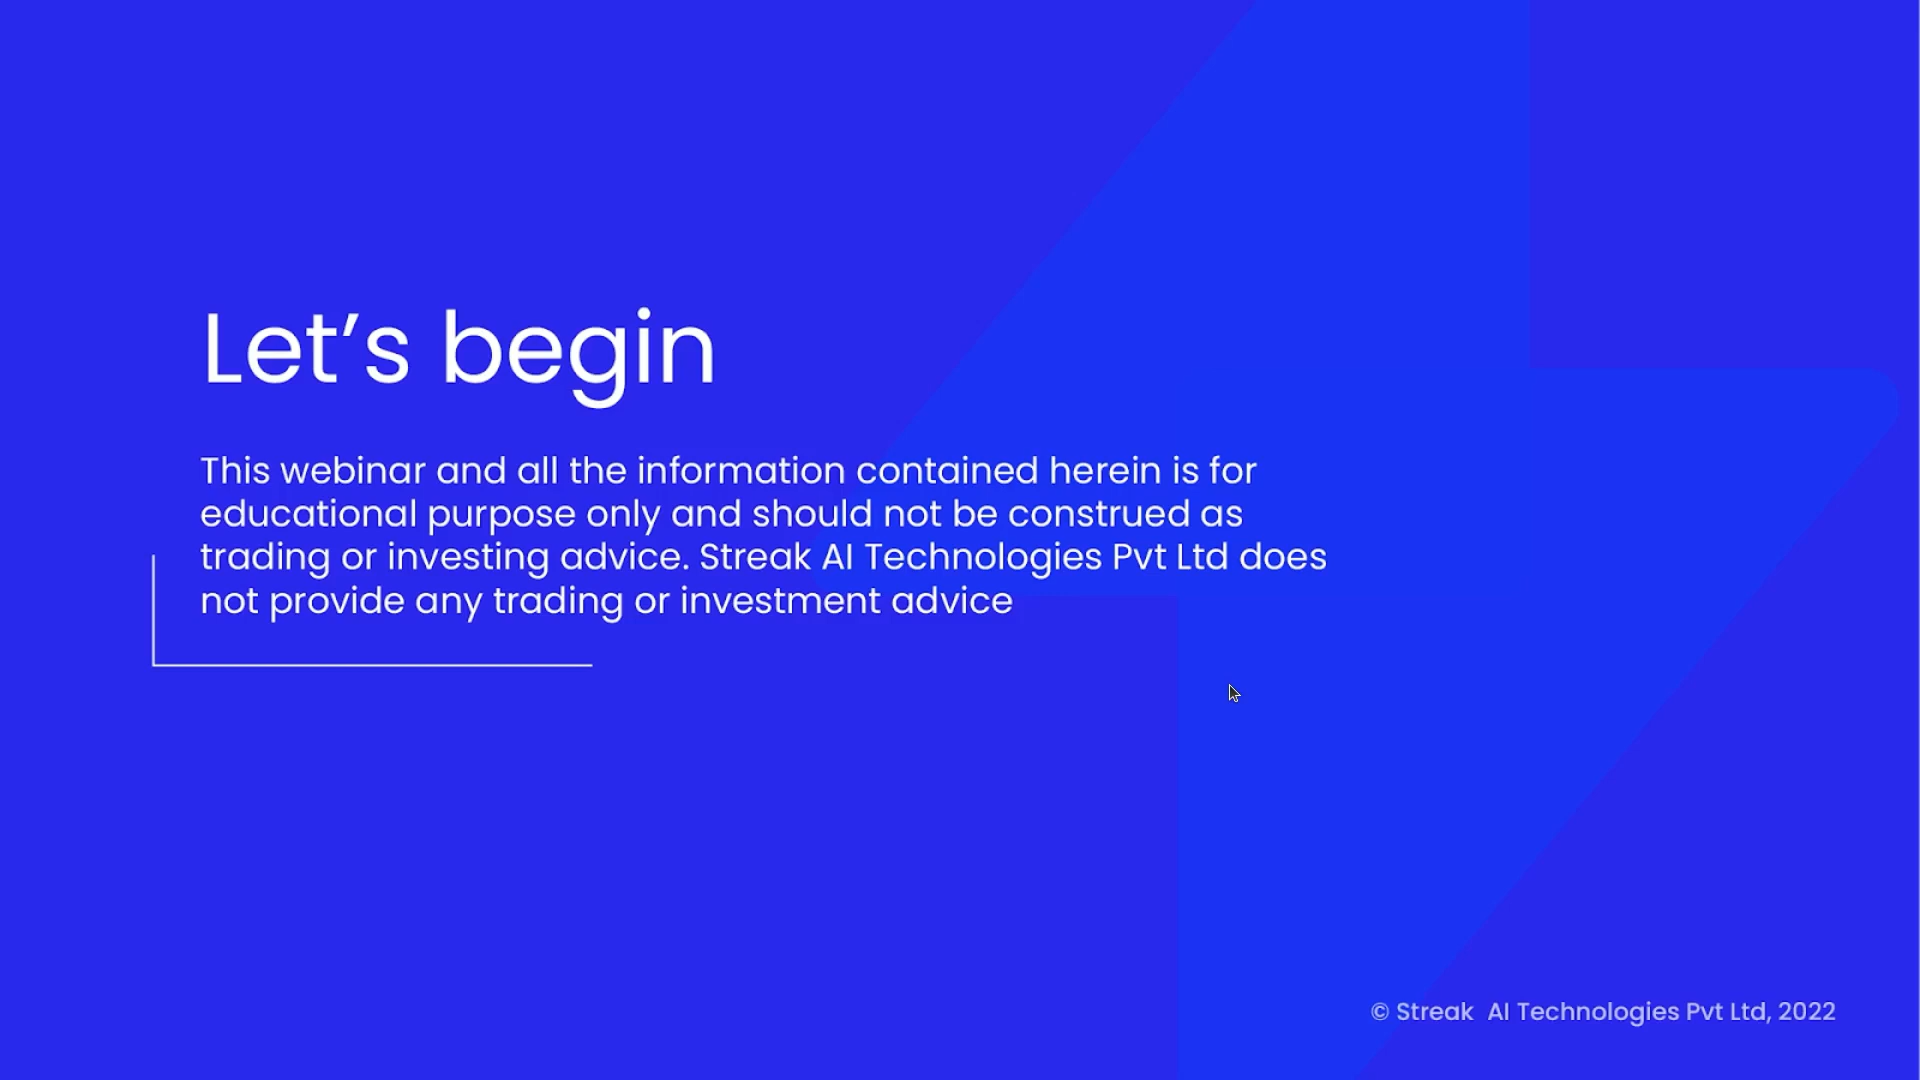 Let’s begin
This webinar and all the information contained herein is for
educational purpose only and should not be construed as
trading or investing advice. Streak AI Technologies Pvt Ltd does
not provide any trading or investment advice
© Streak AI Technologies Pvt Ltd, 2022